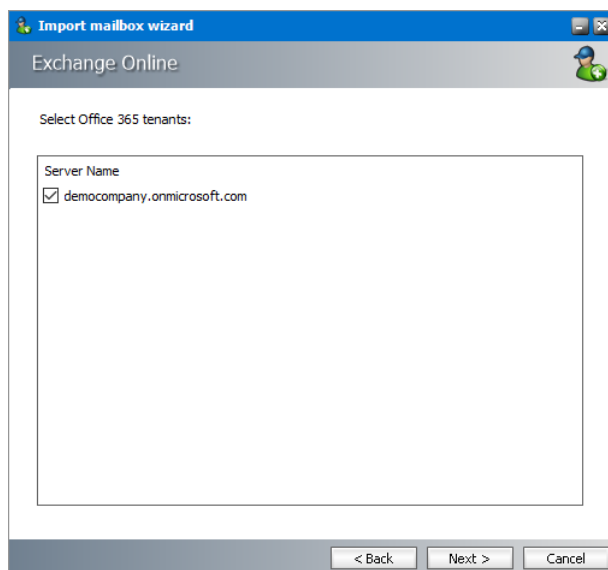 Import mailbox wizard
Exchange Online
Select Office 365 tenants:
Server Name
democompany.onmicrosoft.com
< Back Next > Cancel